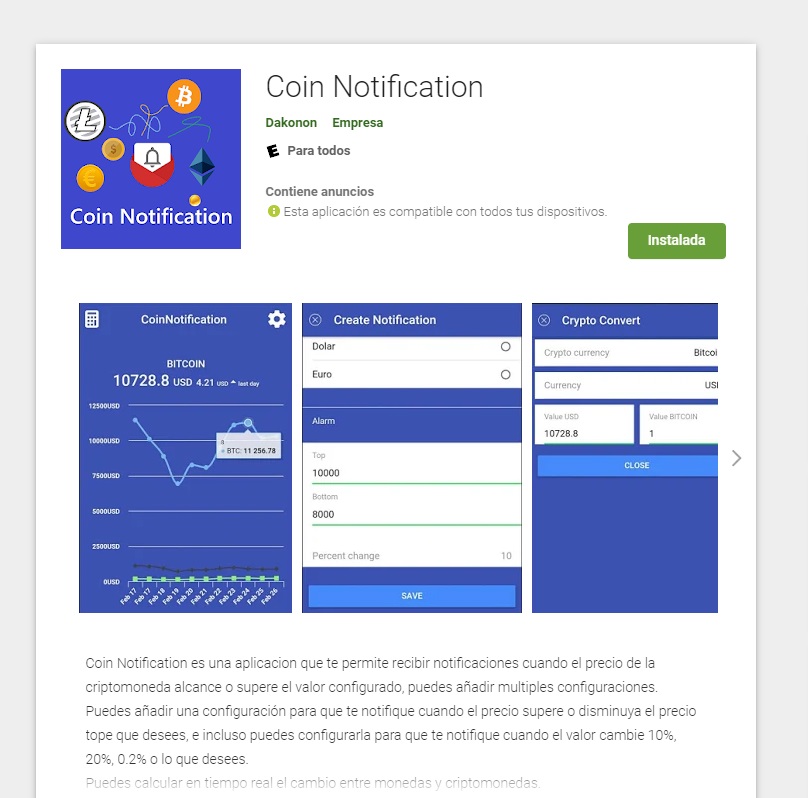 Coin Notification
Coin Notification
Dakonon Empresa
E Para todos
Contiene anuncios
Esta aplicación es compatible con todos tus dispositivos.
Instalada
CoinNotification
BITCOIN
10728.8 USD 4.21 USD last day
12500USD
10000USD
7500USD
5000USD
2500USD
0USD
8
BTC: 11 256.78
Feb 17
Feb 17
Feb 18
Feb 19
Feb 20
Feb 21
Feb 22
Feb 23
Feb 24
Feb 25
Feb 26
Create Notification
Dolar
Euro
Alarm
Top
10000
Bottom
8000
Percent change 10
SAVE
Crypto Convert
Crypto currency Bitcoi
Currency US
Value USD Value BITCOIN
10728.8 1
CLOSE
Coin Notification es una aplicacion que te permite recibir notificaciones cuando el precio de la
criptomoneda alcance o supere el valor configurado, puedes añadir multiples configuraciones.
Puedes añadir una configuración para que te notifique cuando el precio supere o disminuya el precio
tope que desees, e incluso puedes configurarla para que te notifique cuando el valor cambie 10%,
20%, 0.2% o lo que desees.
Puedes calcular en tiempo real el cambio entre monedas y criptomonedas.